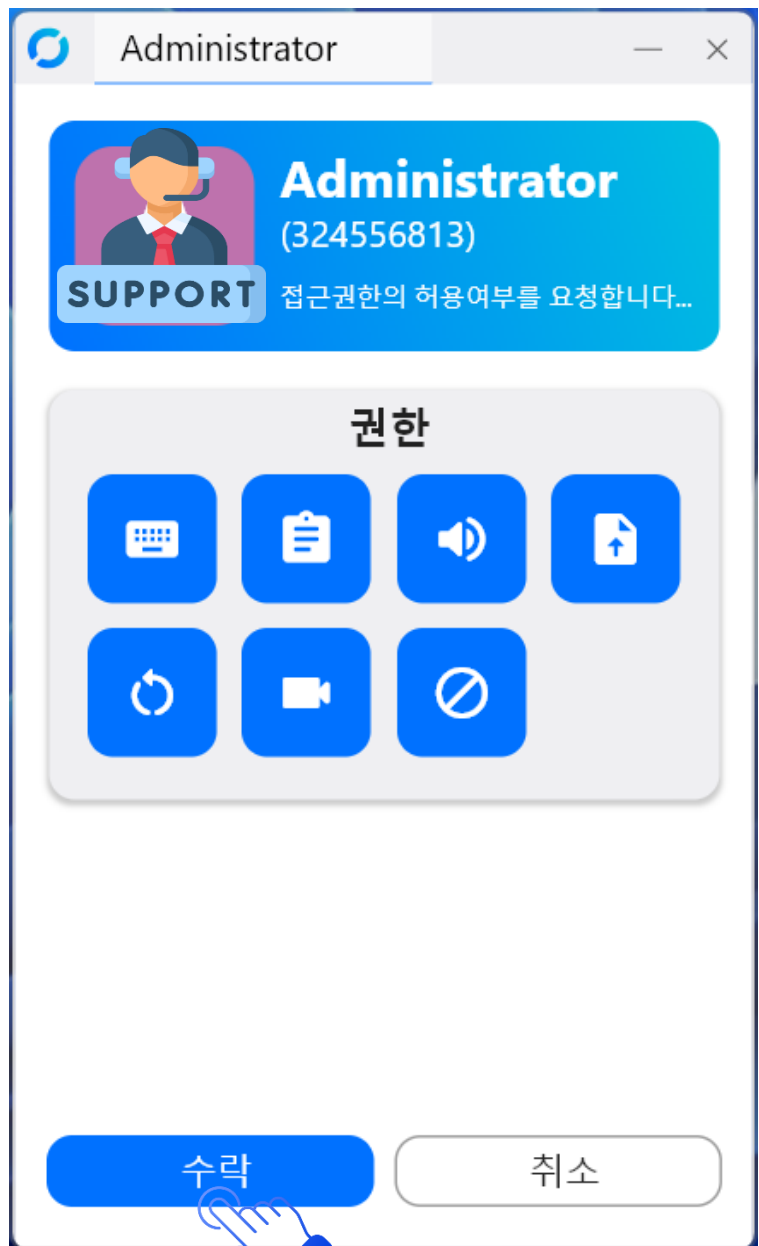 Administrator
Administrator
(324556813)
접근권한의 허용여부를 요청합니다...
SUPPORT
권한
수락
취소